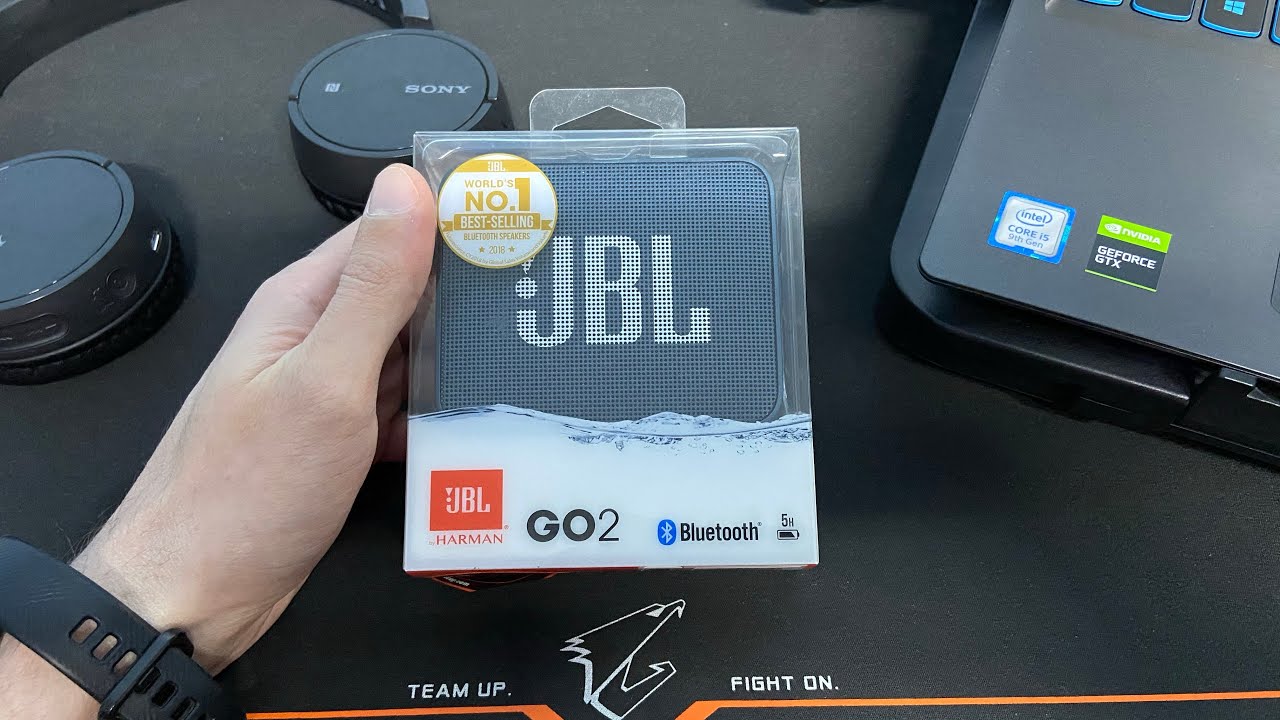 SONY
JBL
WORLD'S
NO.1
BEST-SELLING
BLUETOOTH SPEAKERS
2018
JBL
intel
CORE i5
9th Gen
NVIDIA
GEFORCE
GTX
JBL
by HARMAN
GO2
Bluetooth
5H
TEAM UP.
FIGHT ON.